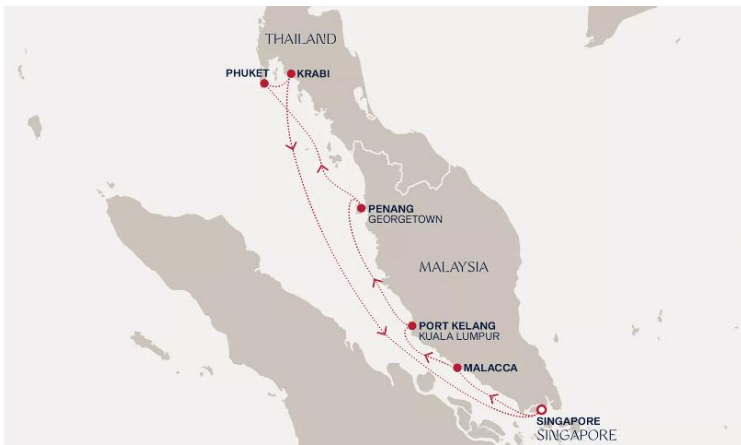 THAILAND
PHUKET
KRABI
PENANG
GEORGETOWN
MALAYSIA
PORT KELANG
KUALA LUMPUR
MALACCA
SINGAPORE
SINGAPORE